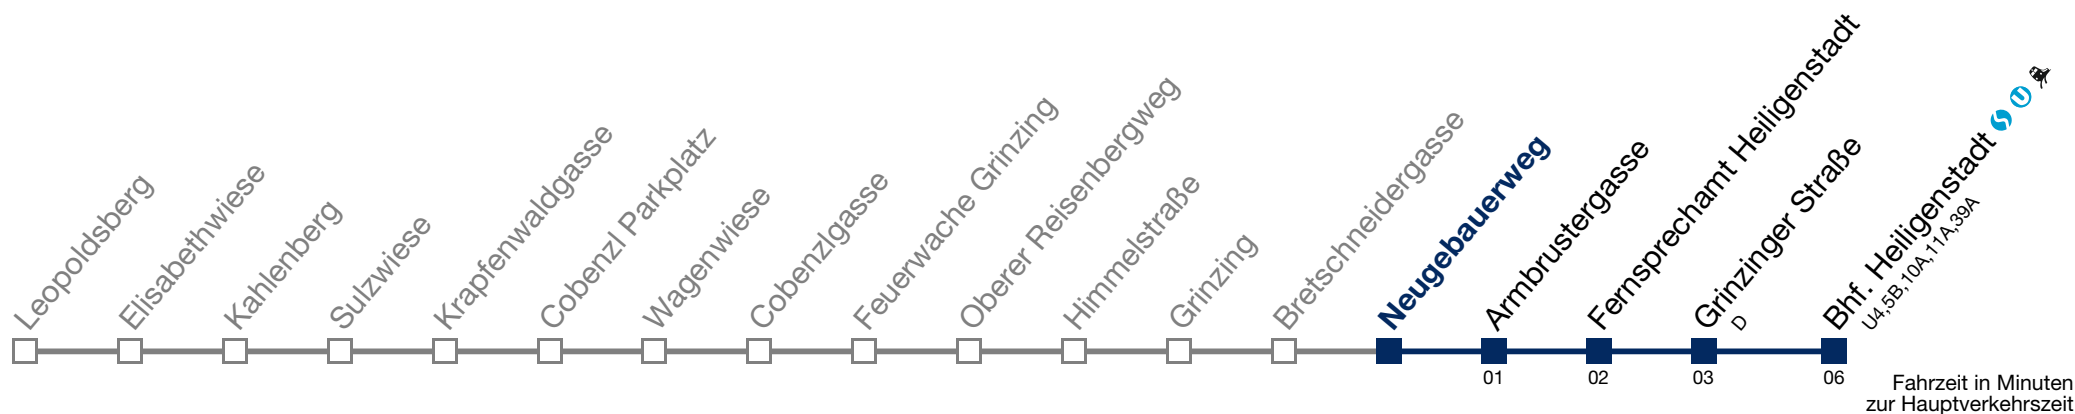 Leopoldsberg
Elisabethwiese
Kahlenberg
Sulzwiese
Krapfenwaldgasse
Cobenzl Parkplatz
Wagenwiese
Cobenzlgasse
Feuerwache Grinzing
Oberer Reisenbergweg
Himmelstraße
Grinzing
Bretschneidergasse
Neugebauerweg
Armbrustergasse
Fernsprechamt Heiligenstadt
Grinzinger Straße
D
Bhf. Heiligenstadt
U4,5B,10A,11A,39A
01
02
03
06
Fahrzeit in Minuten
zur Hauptverkehrszeit